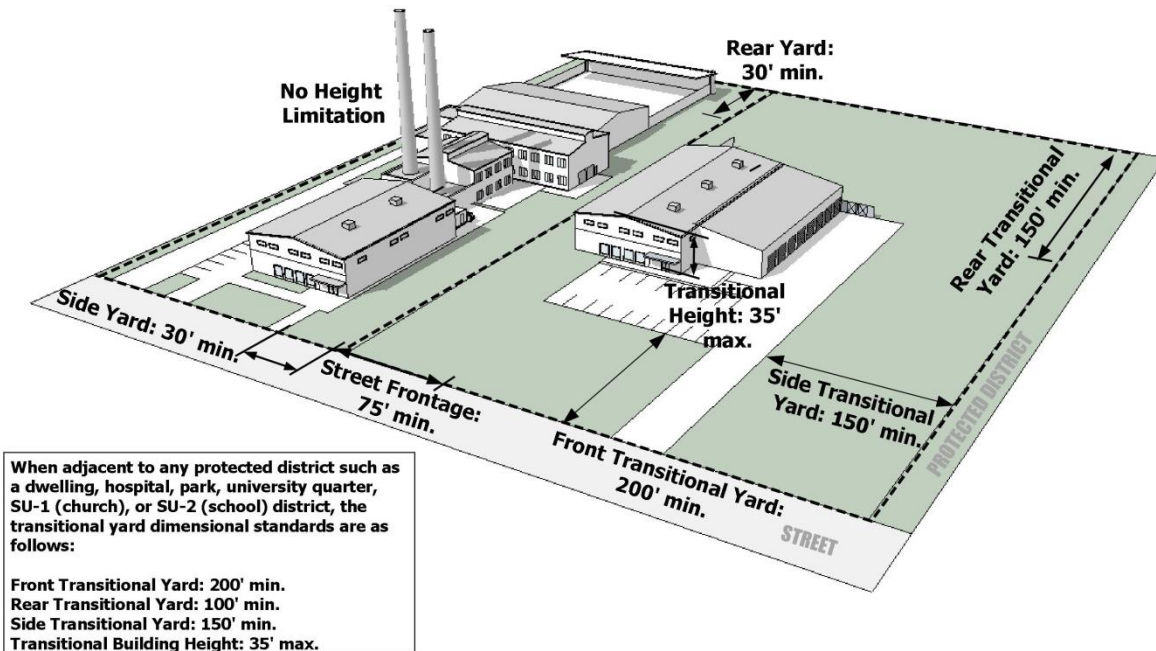 Rear Yard:
30' min.
No Height
Limitation
Rear Transitional
Yard: 150' min.
Transitional
Height: 35'
max.
Side Yard: 30' min.
Street Frontage:
75' min.
Side Transitional
Yard: 150' min.
PROTECTED DISTRICT
Front Transitional Yard:
200' min.
STREET
When adjacent to any protected district such as
a dwelling, hospital, park, university quarter,
SU-1 (church), or SU-2 (school) district, the
transitional yard dimensional standards are as
follows:
Front Transitional Yard: 200' min.
Rear Transitional Yard: 100' min.
Side Transitional Yard: 150' min.
Transitional Building Height: 35' max.